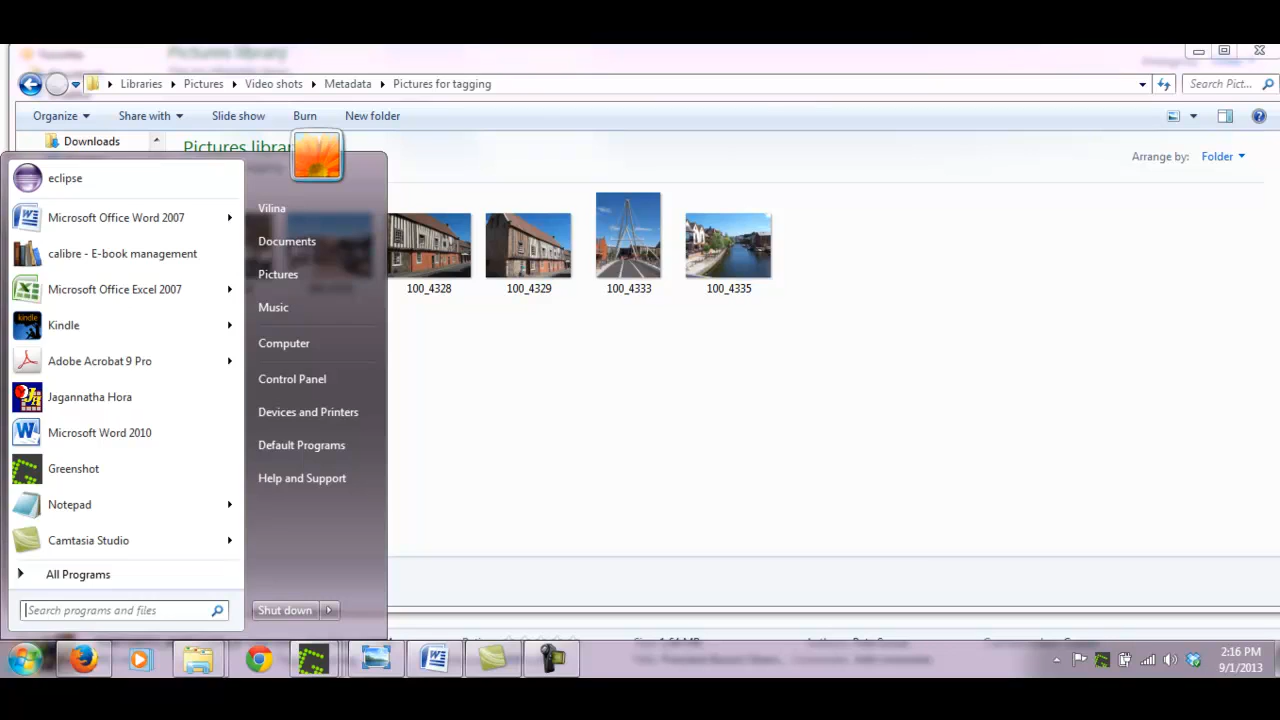 Libraries Pictures Video shots Metadata Pictures for tagging
Search Pict...
Organize Share with Slide show Burn New folder
Downloads
Pictures librar
Arrange by: Folder
100_4328 100_4329 100_4333 100_4335
eclipse
Microsoft Office Word 2007
calibre - E-book management
Microsoft Office Excel 2007
Kindle
Adobe Acrobat 9 Pro
Jagannatha Hora
Microsoft Word 2010
Greenshot
Notepad
Camtasia Studio
All Programs
Search programs and files
Vilina
Documents
Pictures
Music
Computer
Control Panel
Devices and Printers
Default Programs
Help and Support
Shut down
2:16 PM
9/1/2013